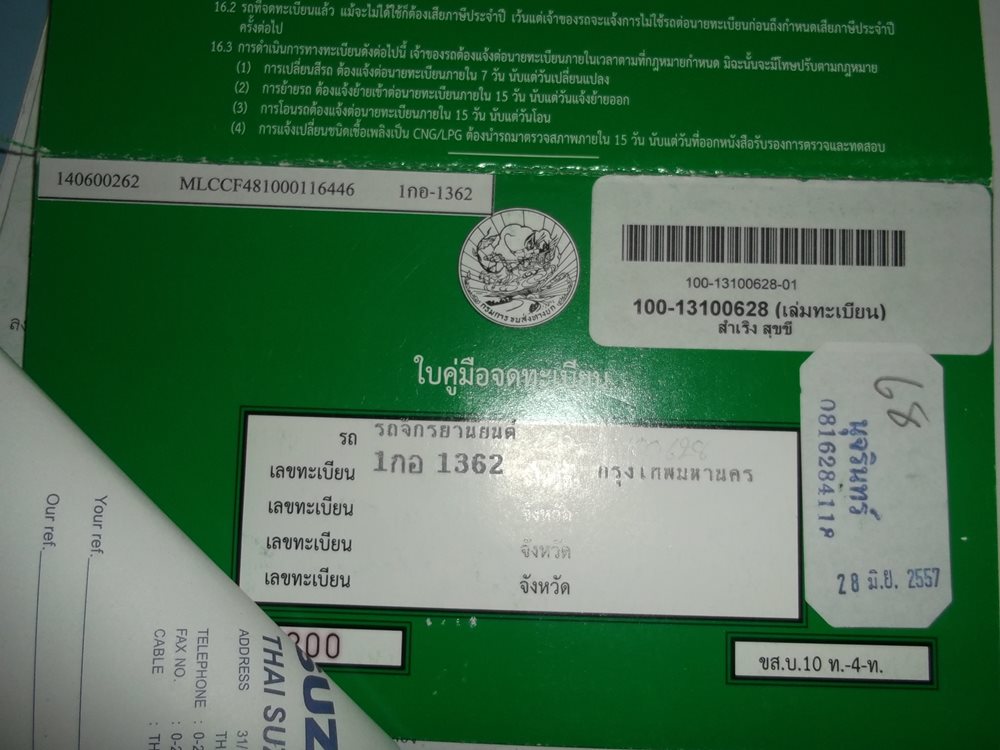 16.2 รถที่จดทะเบียนแล้ว แม้จะไม่ได้ใช้ก็ต้องเสียภาษีประจำปี เว้นแต่เจ้าของรถจะแจ้งการไม่ใช้รถต่อนายทะเบียนก่อนถึงกำหนดเสียภาษีประจำปี
ครั้งต่อไป
16.3 การดำเนินการทางทะเบียนดังต่อไปนี้ เจ้าของรถต้องแจ้งต่อนายทะเบียนภายในเวลาตามที่กฎหมายกำหนด มิฉะนั้นจะมีโทษปรับตามกฎหมาย
(1) การเปลี่ยนสีรถ ต้องแจ้งต่อนายทะเบียนภายใน 7 วัน นับแต่วันเปลี่ยนแปลง
(2) การย้ายรถ ต้องแจ้งย้ายเข้าต่อนายทะเบียนภายใน 15 วัน นับแต่วันแจ้งย้ายออก
(3) การโอนรถต้องแจ้งต่อนายทะเบียนภายใน 15 วัน นับแต่วันโอน
(4) การแจ้งเปลี่ยนชนิดเชื้อเพลิงเป็น CNG/LPG ต้องนำรถมาตรวจสภาพภายใน 15 วัน นับแต่วันที่ออกหนังสือรับรองการตรวจและทดสอบ
140600262 MLCCF481000116446 1กอ-1362
กรมการขนส่งทางบก
100-13100628-01
100-13100628 (เล่มทะเบียน)
สำเริง สุขขี
ใบคู่มือจดทะเบียน
รถ รถจักรยานยนต์
เลขทะเบียน 1กอ 1362 กรุงเทพมหานคร
เลขทะเบียน จังหวัด
เลขทะเบียน จังหวัด
เลขทะเบียน จังหวัด
68
นุจรินทร์
0816284118
28 มิ.ย. 2557
300
ขส.บ.10 ท.-4-ท.
Your ref.
Our ref.
THAI
ADDRESS : 31/
TELEPHONE : 0-2
FAX NO. : 0-2
CABLE : TH